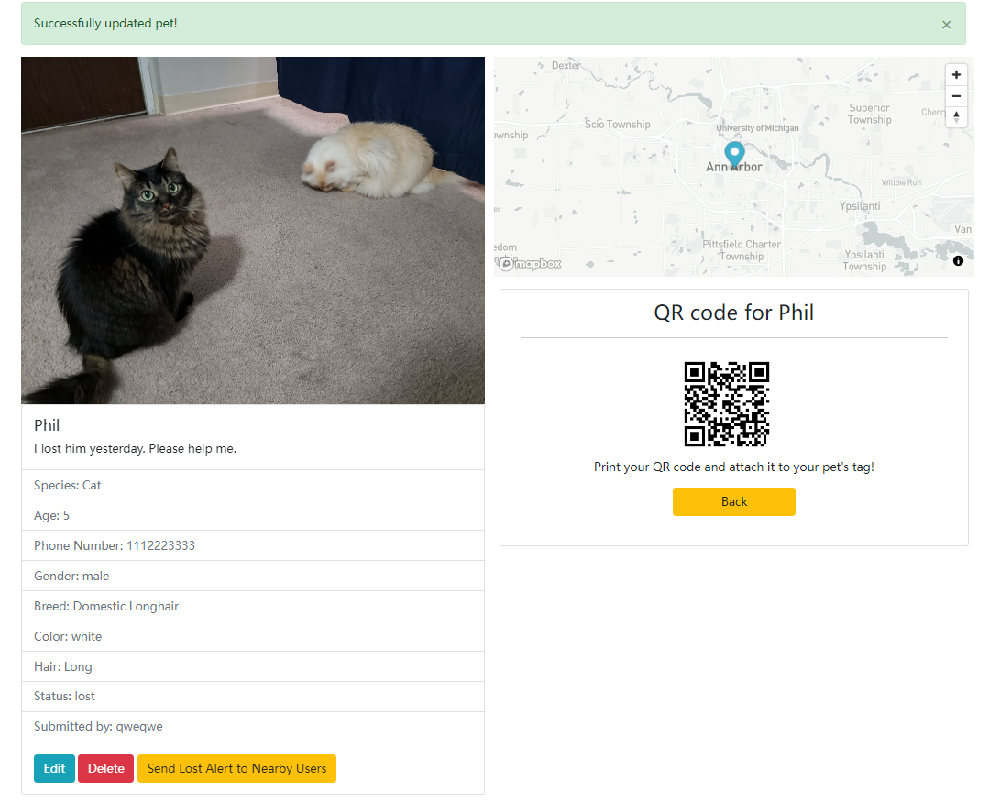 Successfully updated pet!
×
Dexter
Superior
Township
Cherry
Scio Township
University of Michigan
ownship
Ann Arbor
Willow Run
Ypsilanti
Van
edom
Pittsfield Charter
Township
Ypsilanti
Township
mapbox
QR code for Phil
Print your QR code and attach it to your pet's tag!
Back
Phil
I lost him yesterday. Please help me.
Species: Cat
Age: 5
Phone Number: 1112223333
Gender: male
Breed: Domestic Longhair
Color: white
Hair: Long
Status: lost
Submitted by: qweqwe
Edit Delete Send Lost Alert to Nearby Users